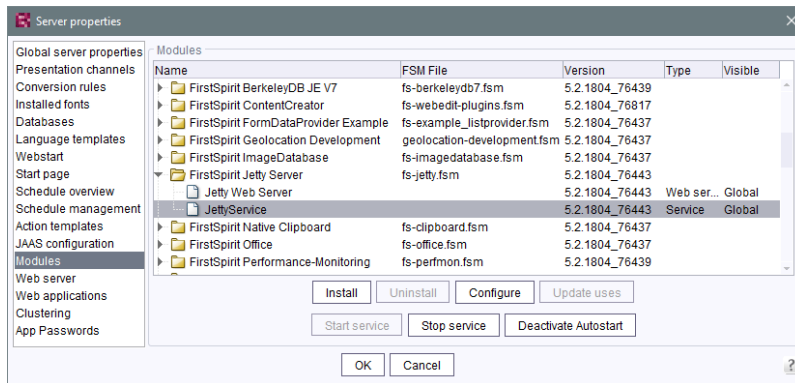 Server properties
Global server properties
Presentation channels
Conversion rules
Installed fonts
Databases
Language templates
Webstart
Start page
Schedule overview
Schedule management
Action templates
JAAS configuration
Modules
Web server
Web applications
Clustering
App Passwords
Modules
Name FSM File Version Type Visible
FirstSpirit BerkeleyDB JE V7 fs-berkeleydb7.fsm 5.2.1804_76439
FirstSpirit ContentCreator fs-webedit-plugins.fsm 5.2.1804_76817
FirstSpirit FormDataProvider Example fs-example_listprovider.fsm 5.2.1804_76437
FirstSpirit Geolocation Development geolocation-development.fsm 5.2.1804_76437
FirstSpirit ImageDatabase fs-imagedatabase.fsm 5.2.1804_76437
FirstSpirit Jetty Server fs-jetty.fsm 5.2.1804_76443
Jetty Web Server 5.2.1804_76443 Web ser... Global
JettyService 5.2.1804_76443 Service Global
FirstSpirit Native Clipboard fs-clipboard.fsm 5.2.1804_76437
FirstSpirit Office fs-office.fsm 5.2.1804_76437
FirstSpirit Performance-Monitoring fs-perfmon.fsm 5.2.1804_76439
Install Uninstall Configure Update uses
Start service Stop service Deactivate Autostart
OK Cancel ?